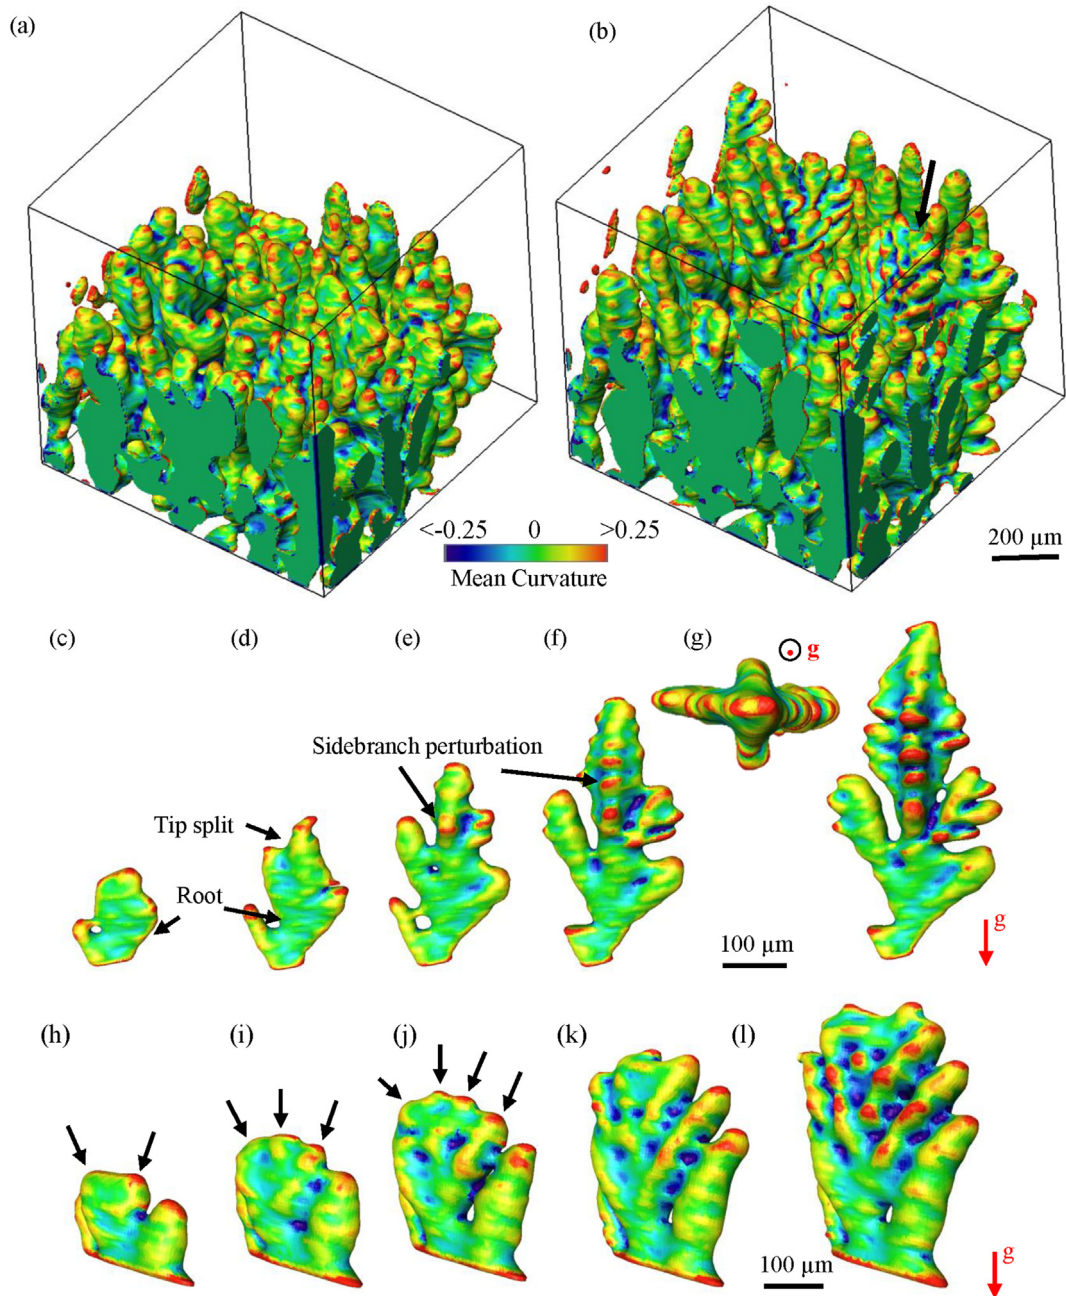 (a)
(b)
<-0.25 0 >0.25
Mean Curvature
200 µm
(c)
(d)
(e)
(f)
(g)
g
Sidebranch perturbation
Tip split
Root
g
100 µm
(h)
(i)
(j)
(k)
(l)
g
100 µm